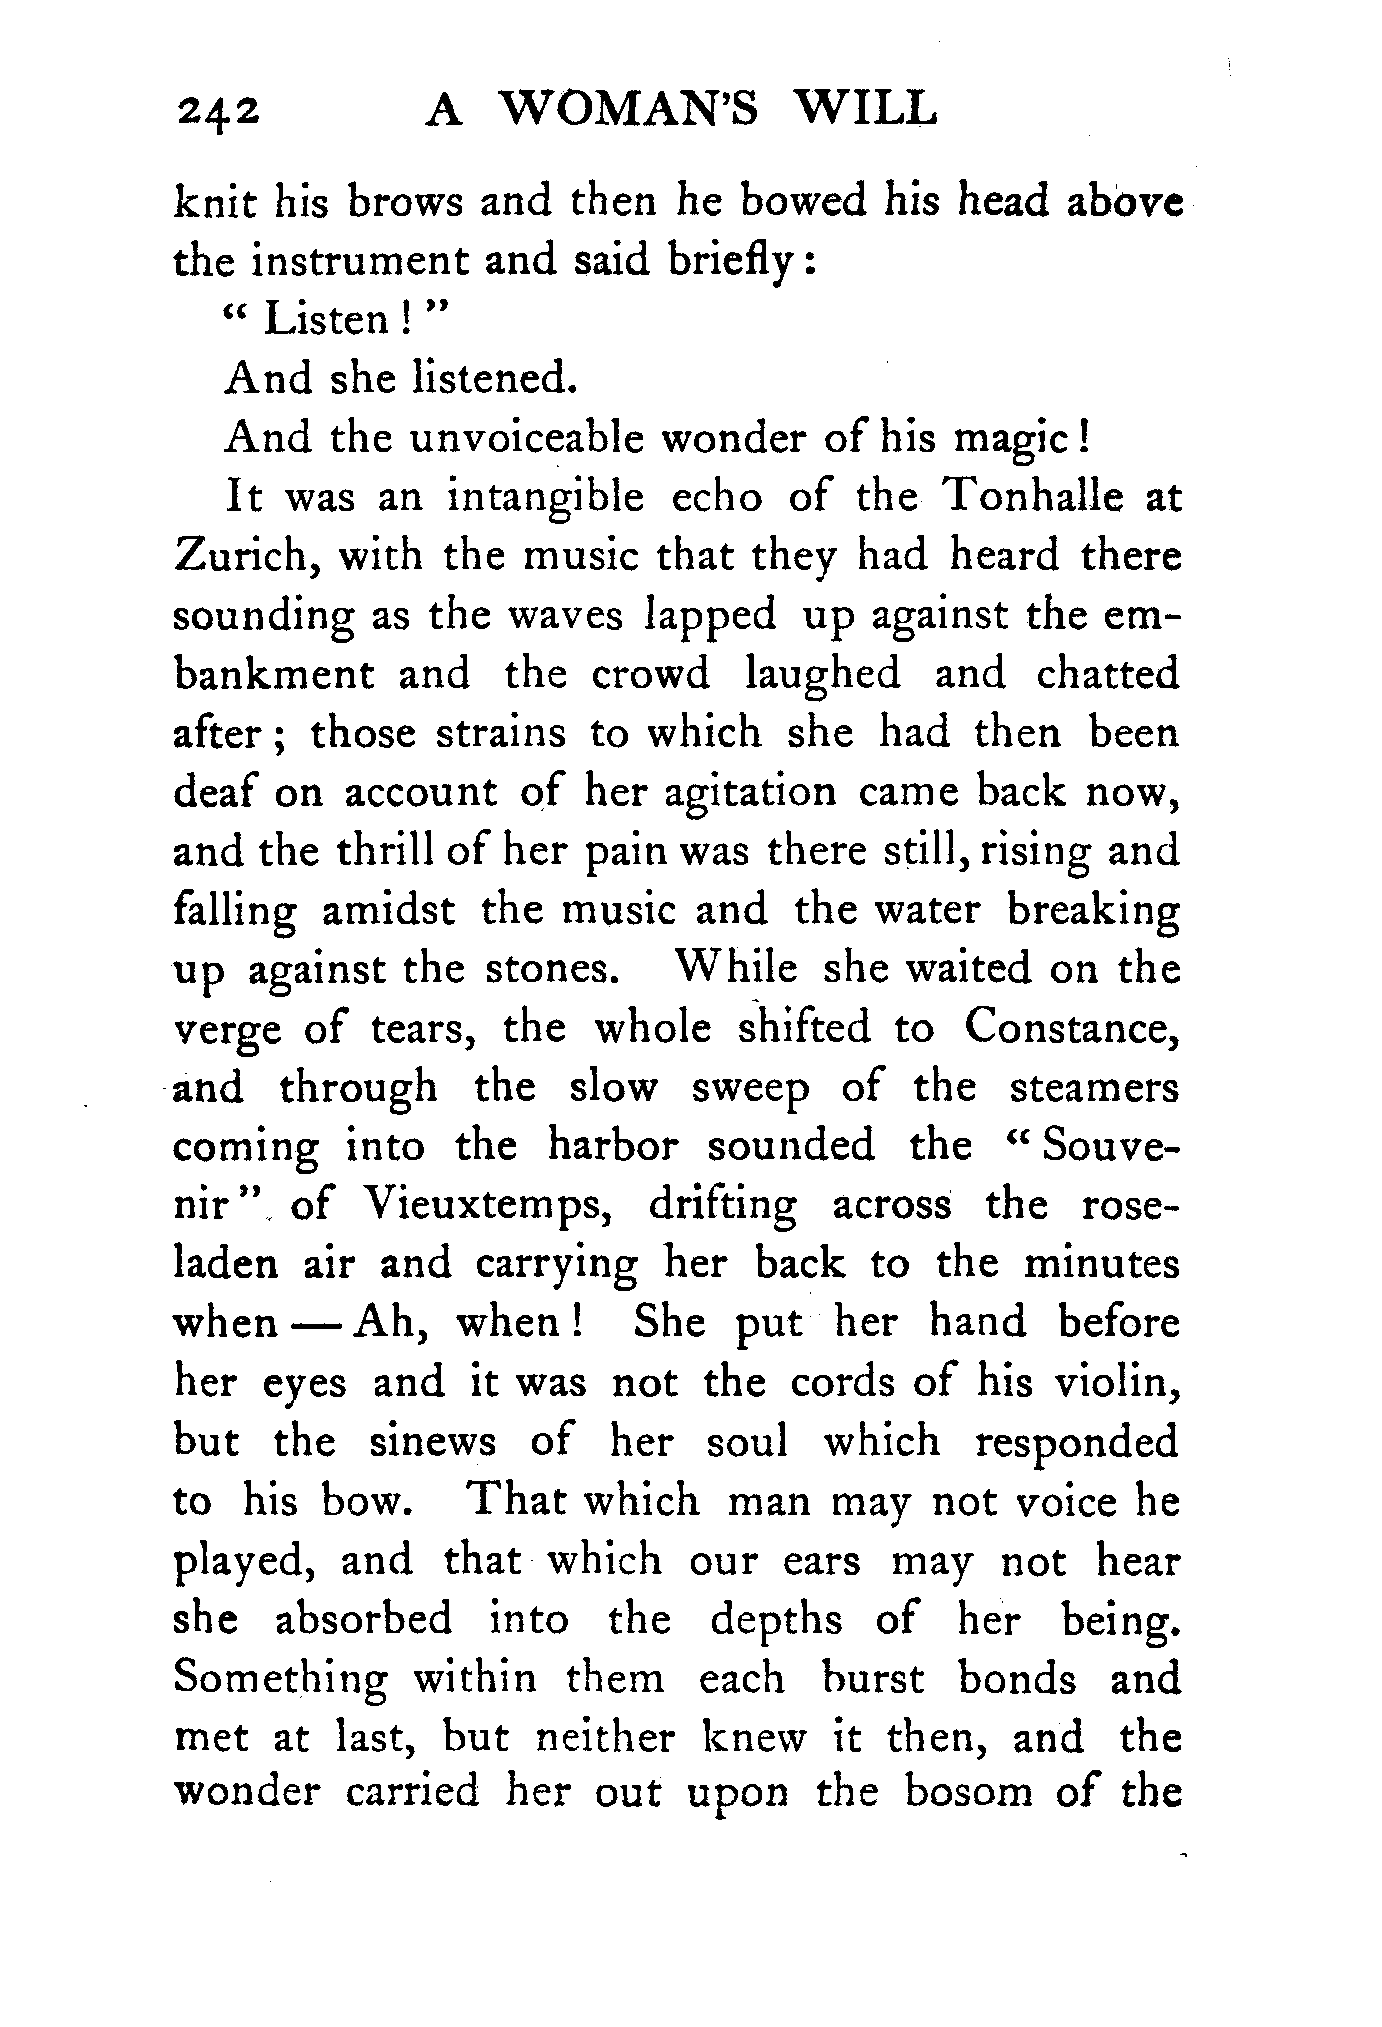 242 A WOMAN'S WILL
knit his brows and then he bowed his head above
the instrument and said briefly :
“ Listen ! ”
And she listened.
And the unvoiceable wonder of his magic !
It was an intangible echo of the Tonhalle at
Zurich, with the music that they had heard there
sounding as the waves lapped up against the em-
bankment and the crowd laughed and chatted
after ; those strains to which she had then been
deaf on account of her agitation came back now,
and the thrill of her pain was there still, rising and
falling amidst the music and the water breaking
up against the stones. While she waited on the
verge of tears, the whole shifted to Constance,
and through the slow sweep of the steamers
coming into the harbor sounded the “ Souve-
nir ” of Vieuxtemps, drifting across the rose-
laden air and carrying her back to the minutes
when — Ah, when ! She put her hand before
her eyes and it was not the cords of his violin,
but the sinews of her soul which responded
to his bow. That which man may not voice he
played, and that which our ears may not hear
she absorbed into the depths of her being.
Something within them each burst bonds and
met at last, but neither knew it then, and the
wonder carried her out upon the bosom of the